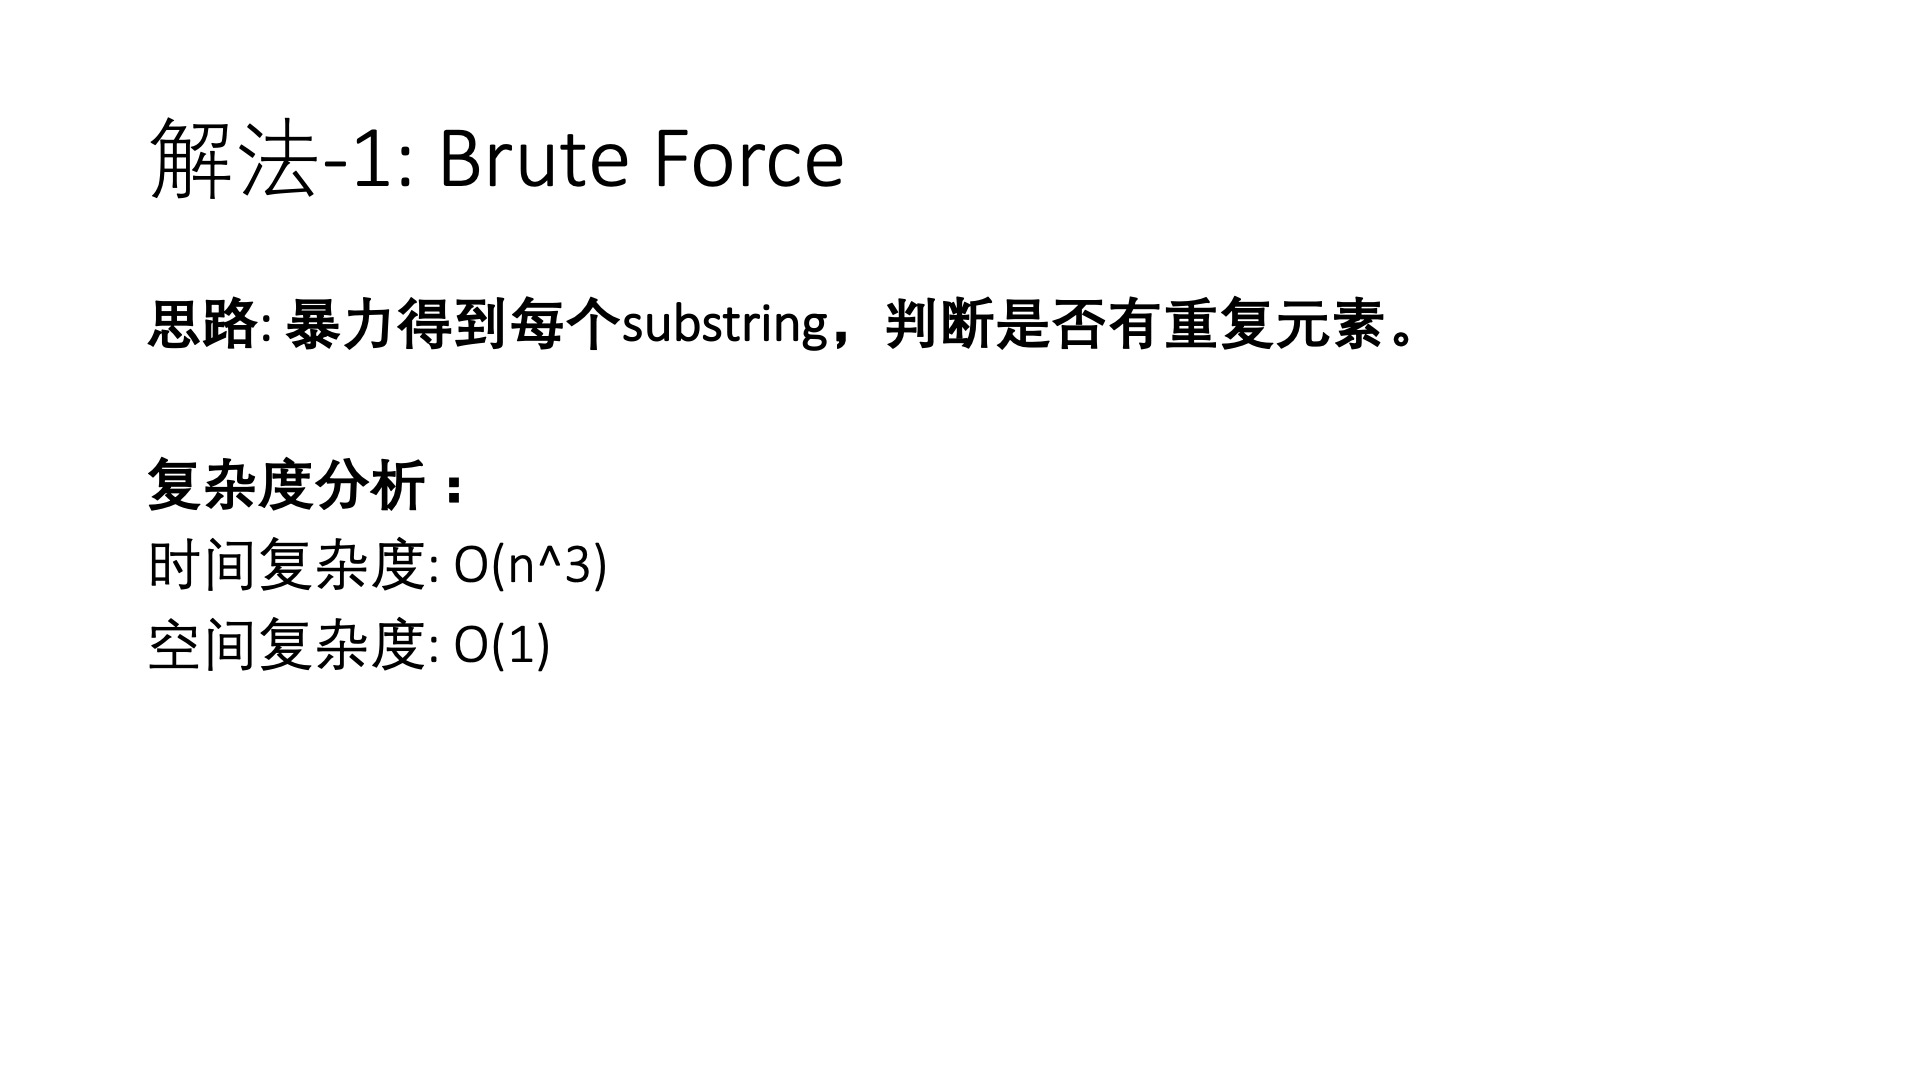 解法-1: Brute Force
思路: 暴力得到每个substring，判断是否有重复元素。
复杂度分析：
时间复杂度: O(n^3)
空间复杂度: O(1)